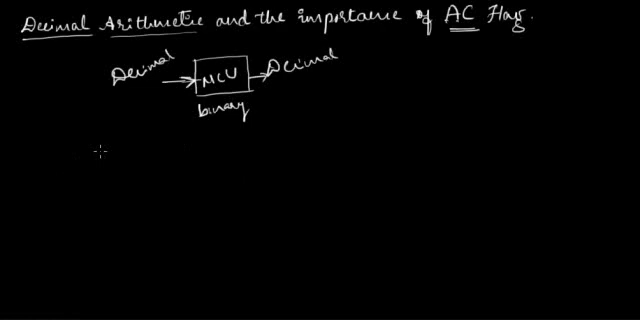 Decimal Arithmetic and the importance of AC Flag.
Decimal MCU Decimal
binary